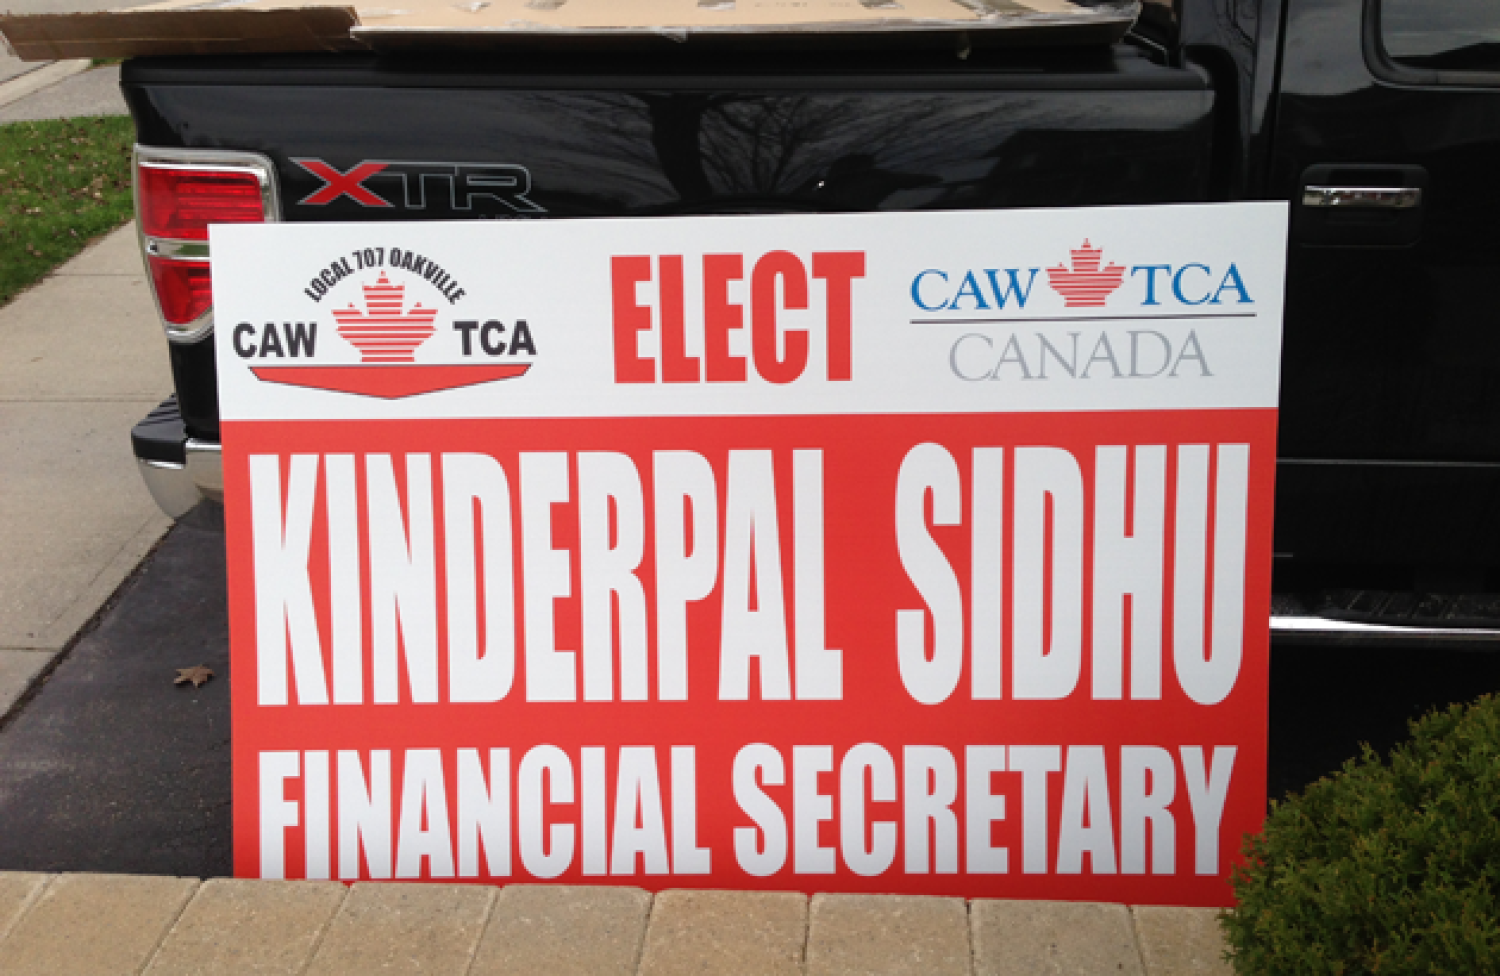 XTR
LOCAL 707 OAKVILLE
CAW TCA
ELECT
CAW TCA
CANADA
KINDERPAL SIDHU
FINANCIAL SECRETARY